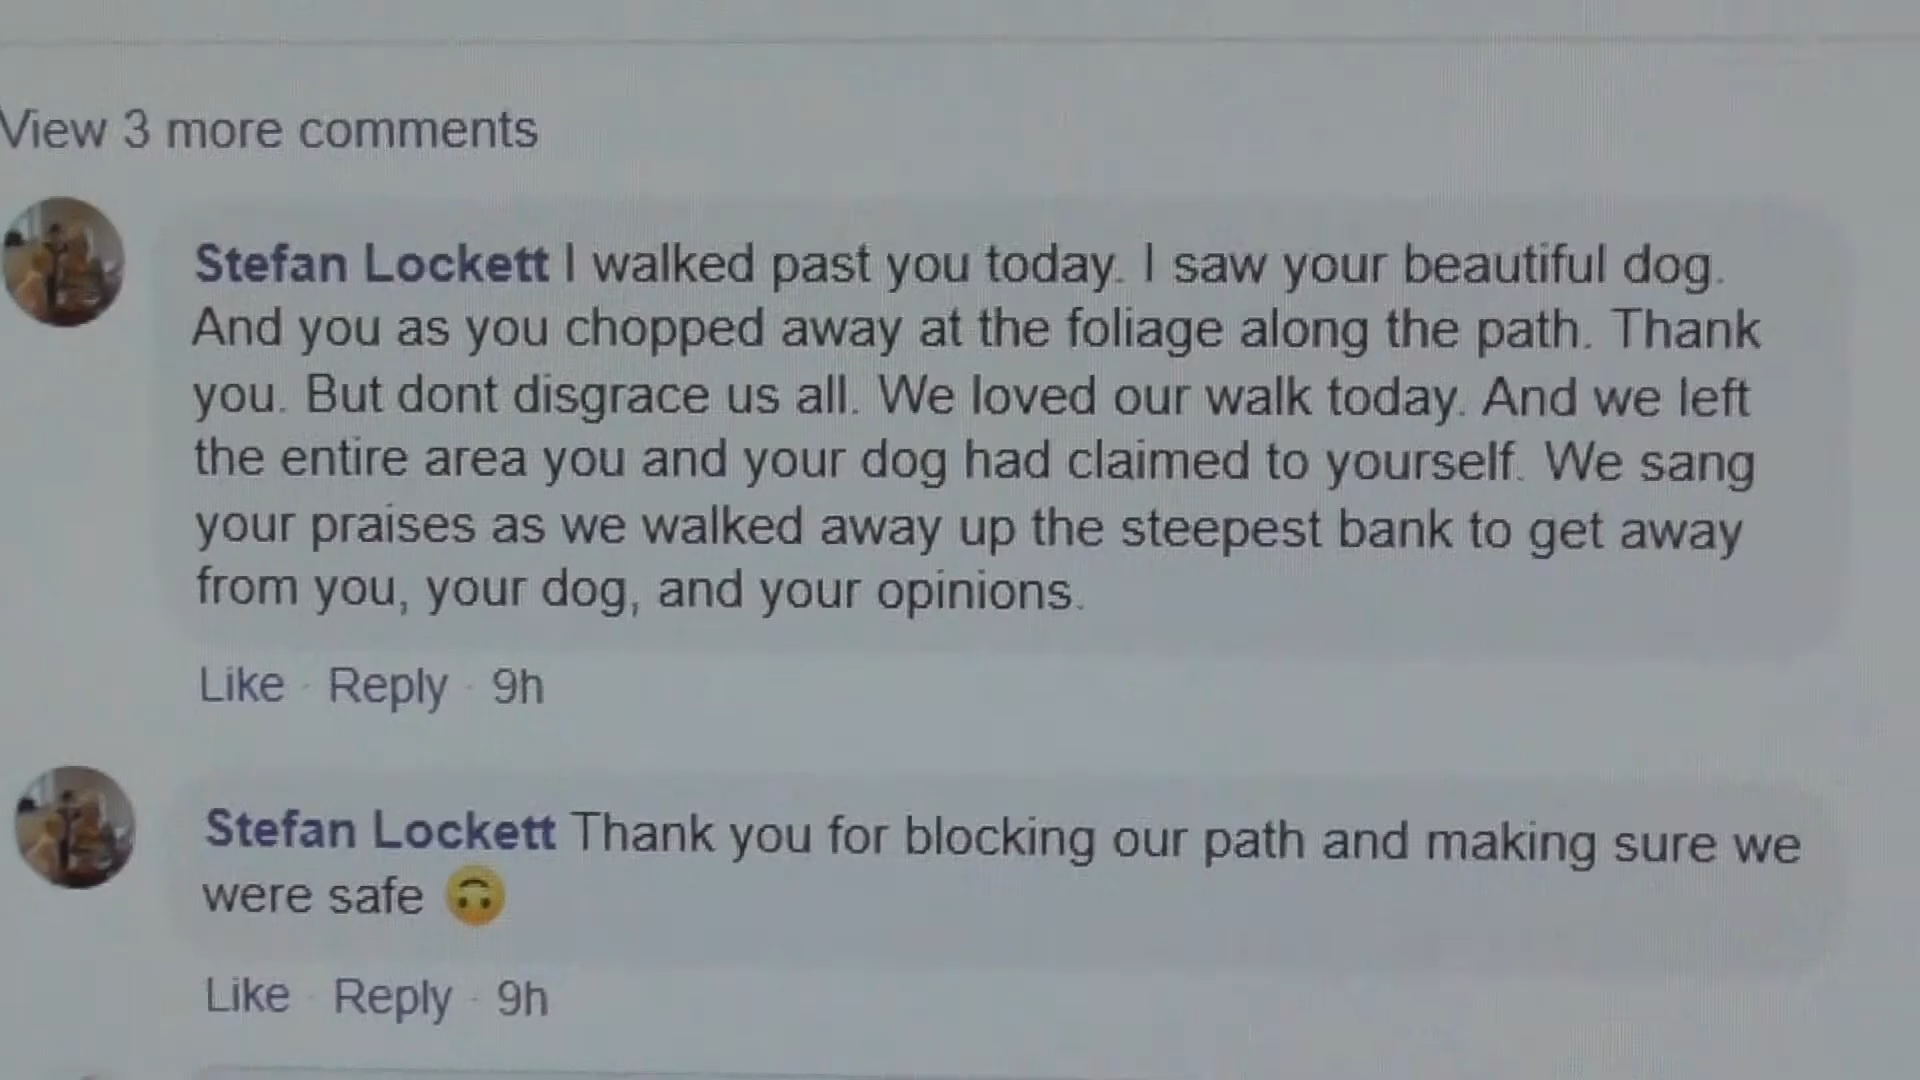 View 3 more comments
Stefan Lockett I walked past you today. I saw your beautiful dog.
And you as you chopped away at the foliage along the path. Thank
you. But dont disgrace us all. We loved our walk today. And we left
the entire area you and your dog had claimed to yourself. We sang
your praises as we walked away up the steepest bank to get away
from you, your dog, and your opinions.
Like · Reply · 9h
Stefan Lockett Thank you for blocking our path and making sure we
were safe 🙃
Like · Reply · 9h